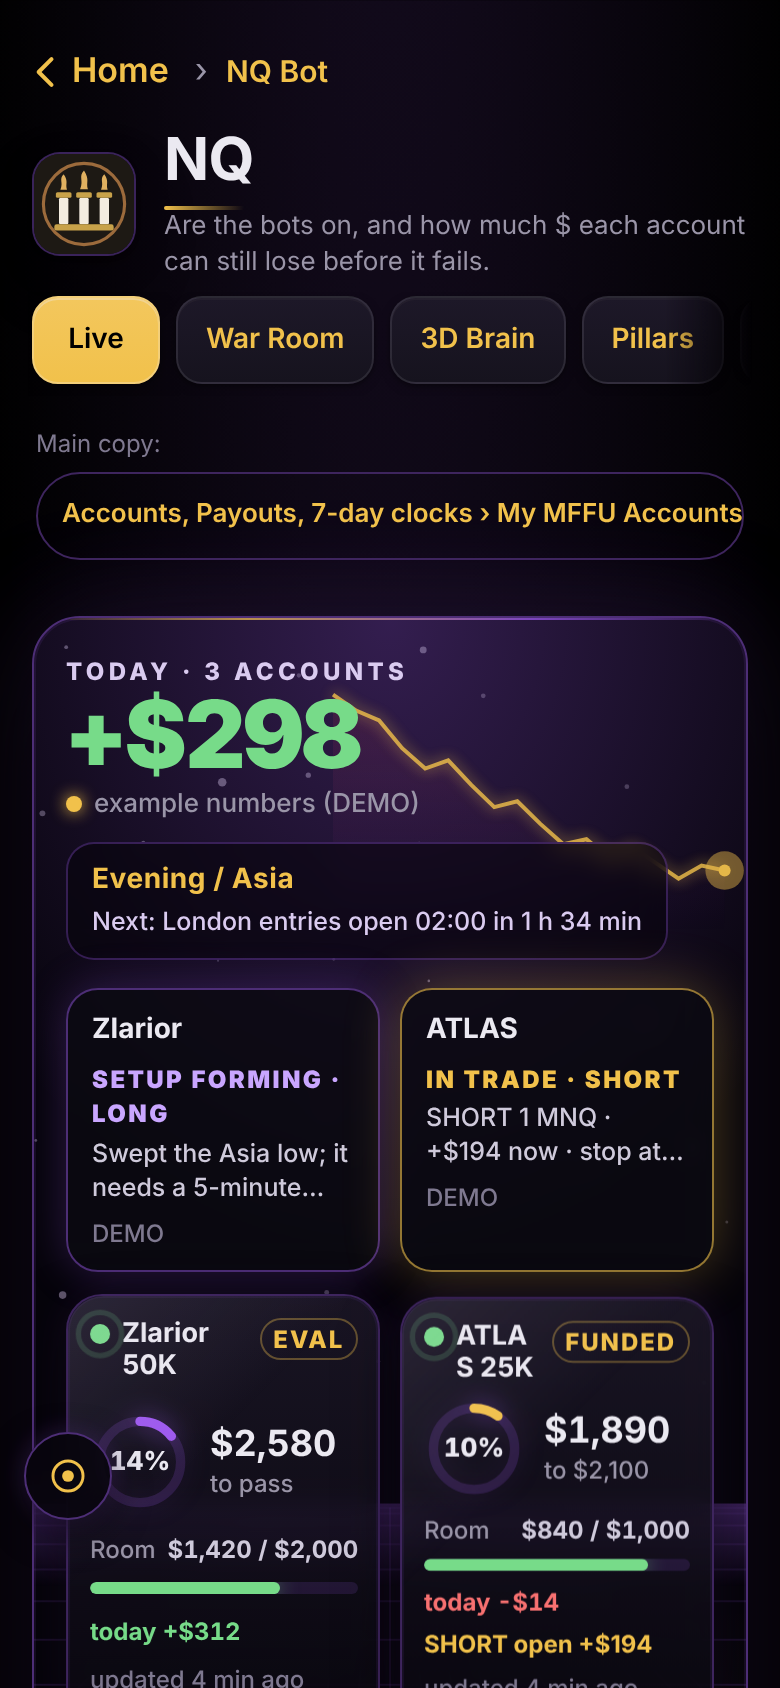 Home › NQ Bot
NQ
Are the bots on, and how much $ each account
can still lose before it fails.
Live
War Room
3D Brain
Pillars
Main copy:
Accounts, Payouts, 7-day clocks › My MFFU Accounts
TODAY · 3 ACCOUNTS
+$298
example numbers (DEMO)
Evening / Asia
Next: London entries open 02:00 in 1 h 34 min
Zlarior
SETUP FORMING ·
LONG
Swept the Asia low; it
needs a 5-minute...
DEMO
ATLAS
IN TRADE · SHORT
SHORT 1 MNQ ·
+$194 now · stop at...
DEMO
Zlarior
50K
EVAL
14%
$2,580
to pass
Room $1,420 / $2,000
today +$312
updated 4 min ago
ATLA
S 25K
FUNDED
10%
$1,890
to $2,100
Room $840 / $1,000
today -$14
SHORT open +$194
updated 4 min ago